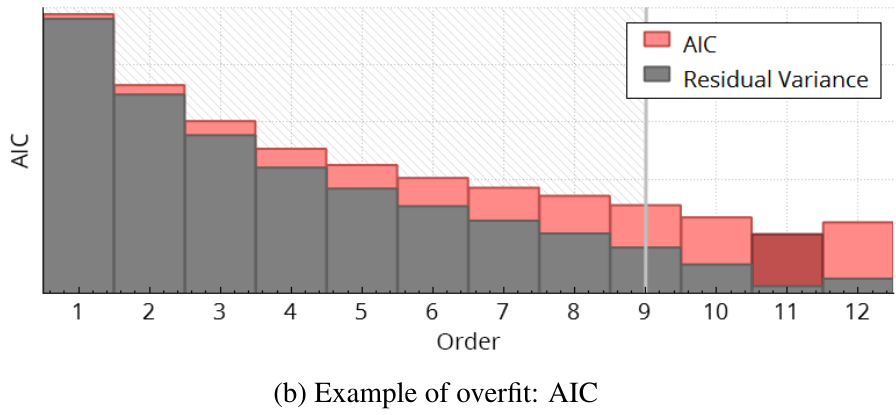 AIC
Residual Variance
AIC
1 2 3 4 5 6 7 8 9 10 11 12
Order
(b) Example of overfit: AIC